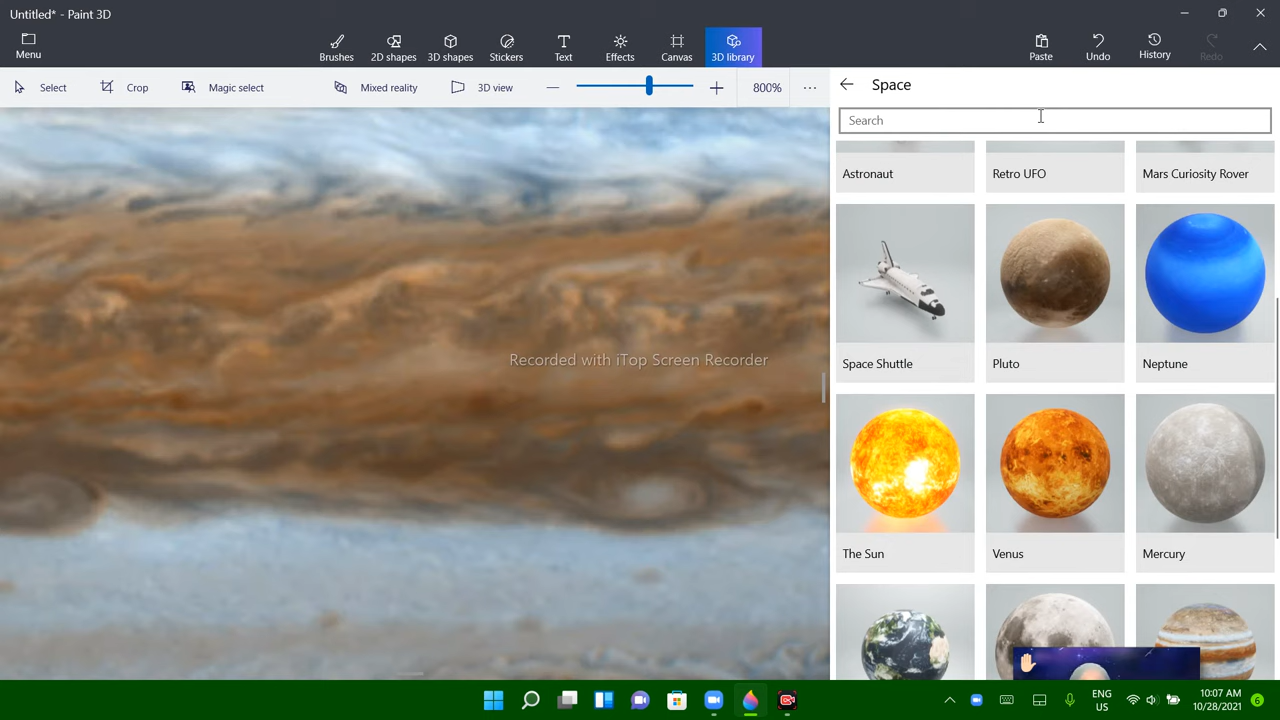 Untitled* - Paint 3D
Menu
Brushes
2D shapes
3D shapes
Stickers
Text
Effects
Canvas
3D library
Paste
Undo
History
Redo
Select
Crop
Magic select
Mixed reality
3D view
800%
Space
Search
Astronaut
Retro UFO
Mars Curiosity Rover
Space Shuttle
Pluto
Neptune
The Sun
Venus
Mercury
Recorded with iTop Screen Recorder
ENG
US
10:07 AM
10/28/2021
6